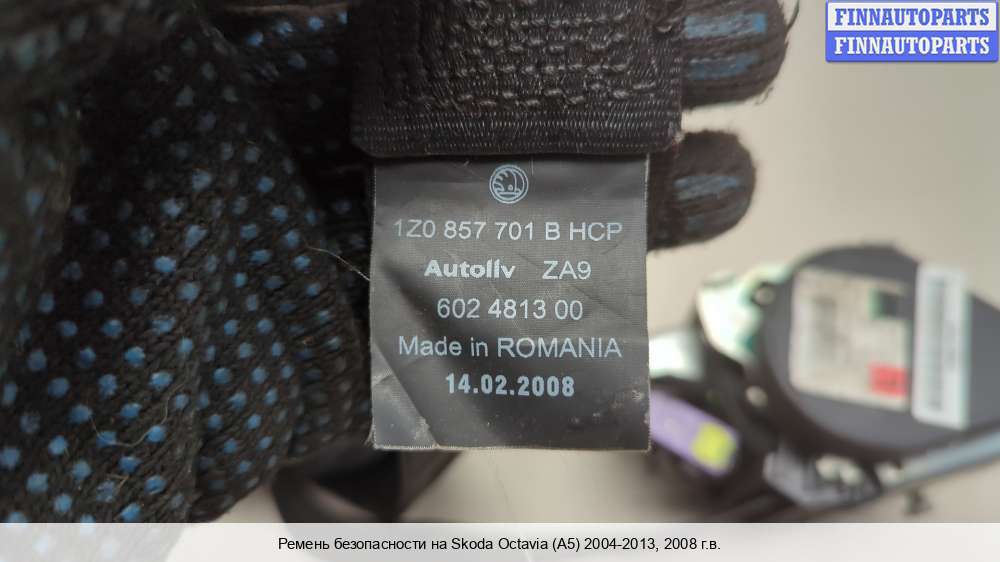 FINNAUTOPARTS
FINNAUTOPARTS
1Z0 857 701 B HCP
Autoliv ZA9
602 4813 00
Made in ROMANIA
14.02.2008
Ремень безопасности на Skoda Octavia (A5) 2004-2013, 2008 г.в.